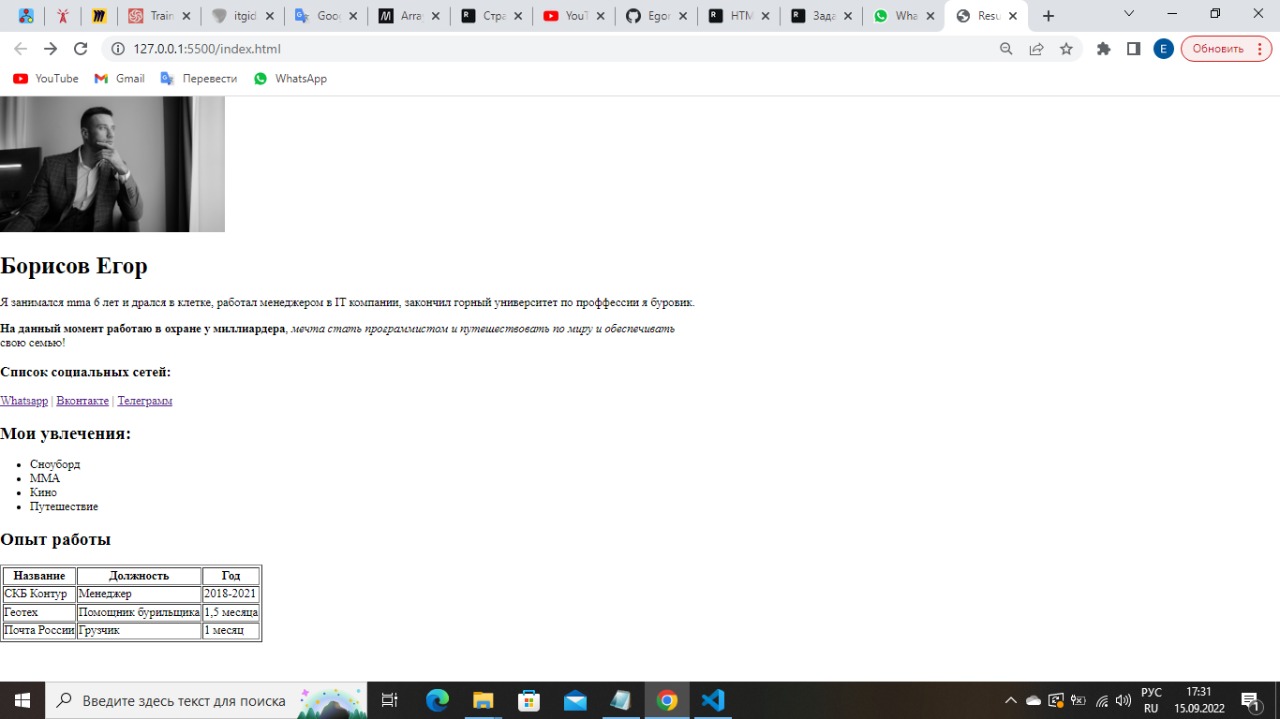 Train
itgid
Goog
Array
Стра
YouT
Egor
HTM
Зада
Wha
Resu
127.0.0.1:5500/index.html
E
Обновить
YouTube
Gmail
Перевести
WhatsApp
Борисов Егор
Я занимался mma 6 лет и дрался в клетке, работал менеджером в IT компании, закончил горный университет по проффессии я буровик.
На данный момент работаю в охране у миллиардера, мечта стать программистом и путешествовать по миру и обеспечивать
свою семью!
Список социальных сетей:
Whatsapp | Вконтакте | Телеграмм
Мои увлечения:
Сноуборд
ММА
Кино
Путешествие
Опыт работы
Название Должность Год
СКБ Контур Менеджер 2018-2021
Геотех Помощник бурильщика 1,5 месяца
Почта России Грузчик 1 месяц
Введите здесь текст для поиска
РУС
RU
17:31
15.09.2022
1